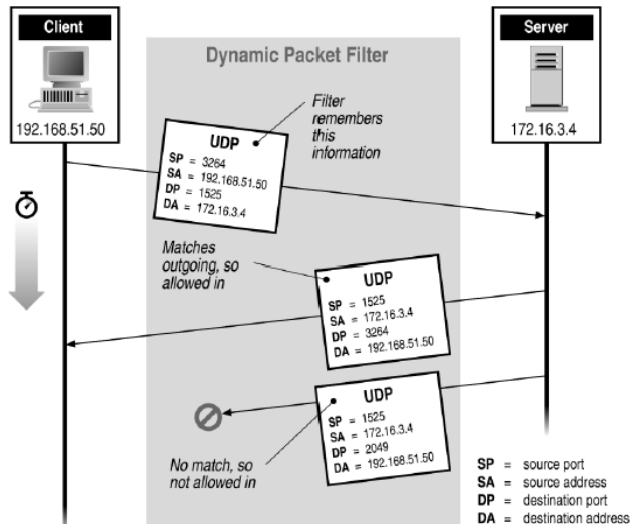 Client
192.168.51.50
Server
172.16.3.4
Dynamic Packet Filter
Filter
remembers
this
information
UDP
SP = 3264
SA = 192.168.51.50
DP = 1525
DA = 172.16.3.4
Matches
outgoing, so
allowed in
UDP
SP = 1525
SA = 172.16.3.4
DP = 3264
DA = 192.168.51.50
UDP
SP = 1525
SA = 172.16.3.4
DP = 2049
DA = 192.168.51.50
No match, so
not allowed in
SP = source port
SA = source address
DP = destination port
DA = destination address